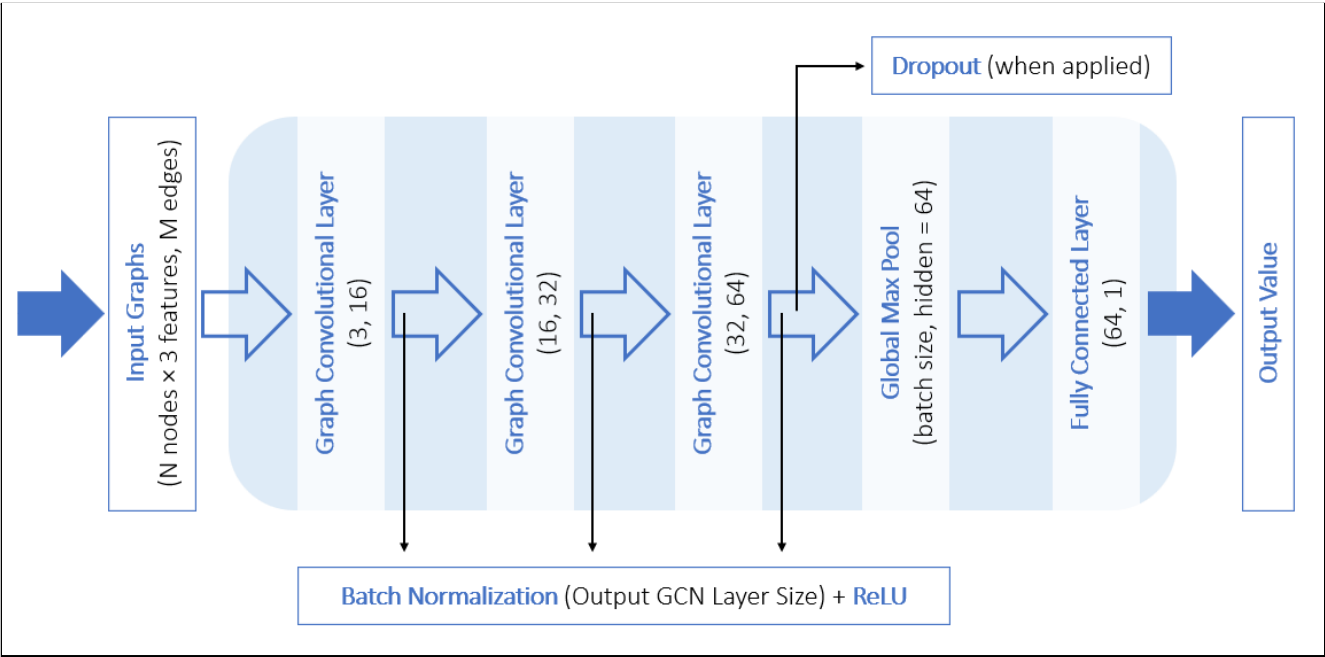 Dropout (when applied)
Input Graphs
(N nodes × 3 features, M edges)
Graph Convolutional Layer
(3, 16)
Graph Convolutional Layer
(16, 32)
Graph Convolutional Layer
(32, 64)
Global Max Pool
(batch size, hidden = 64)
Fully Connected Layer
(64, 1)
Output Value
Batch Normalization (Output GCN Layer Size) + ReLU